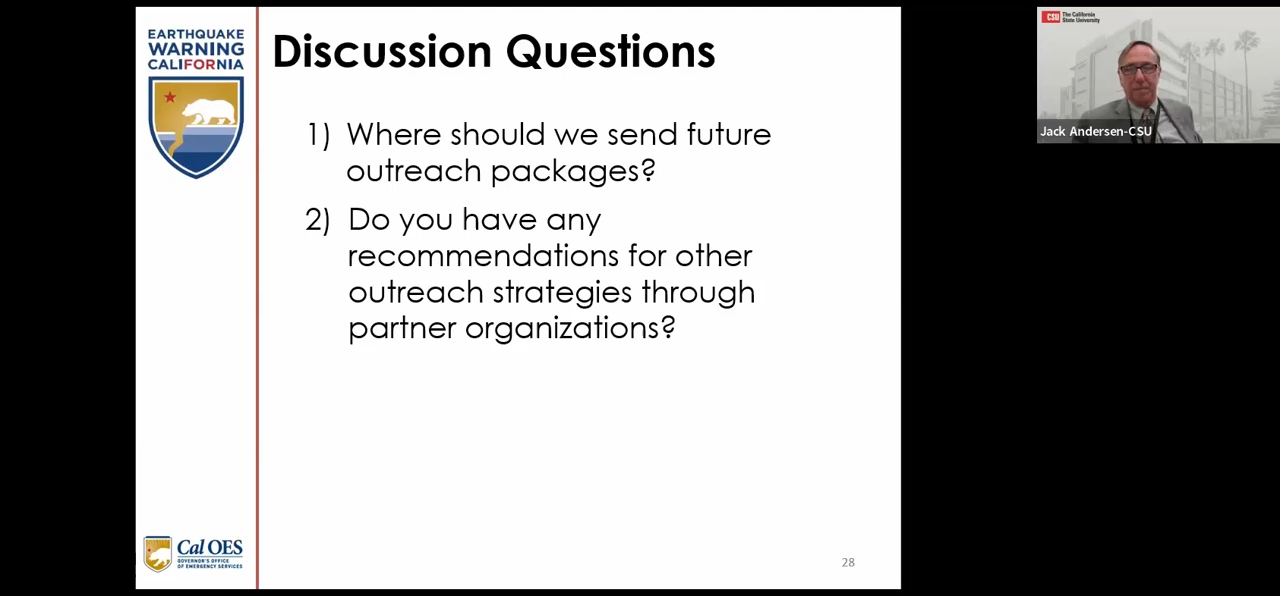 EARTHQUAKE
WARNING
CALIFORNIA
Discussion Questions
1) Where should we send future
outreach packages?
2) Do you have any
recommendations for other
outreach strategies through
partner organizations?
Cal OES
GOVERNOR'S OFFICE
OF EMERGENCY SERVICES
28
CSU The California
State University
Jack Andersen-CSU